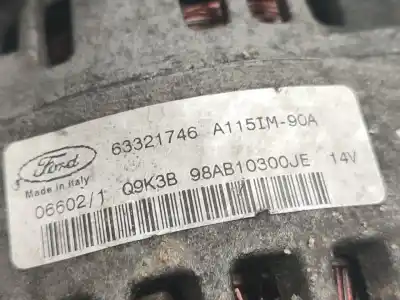 63321746 A115IM-90A
Ford
Made in Italy
06602/1 Q9K3B 98AB10300JE 14V